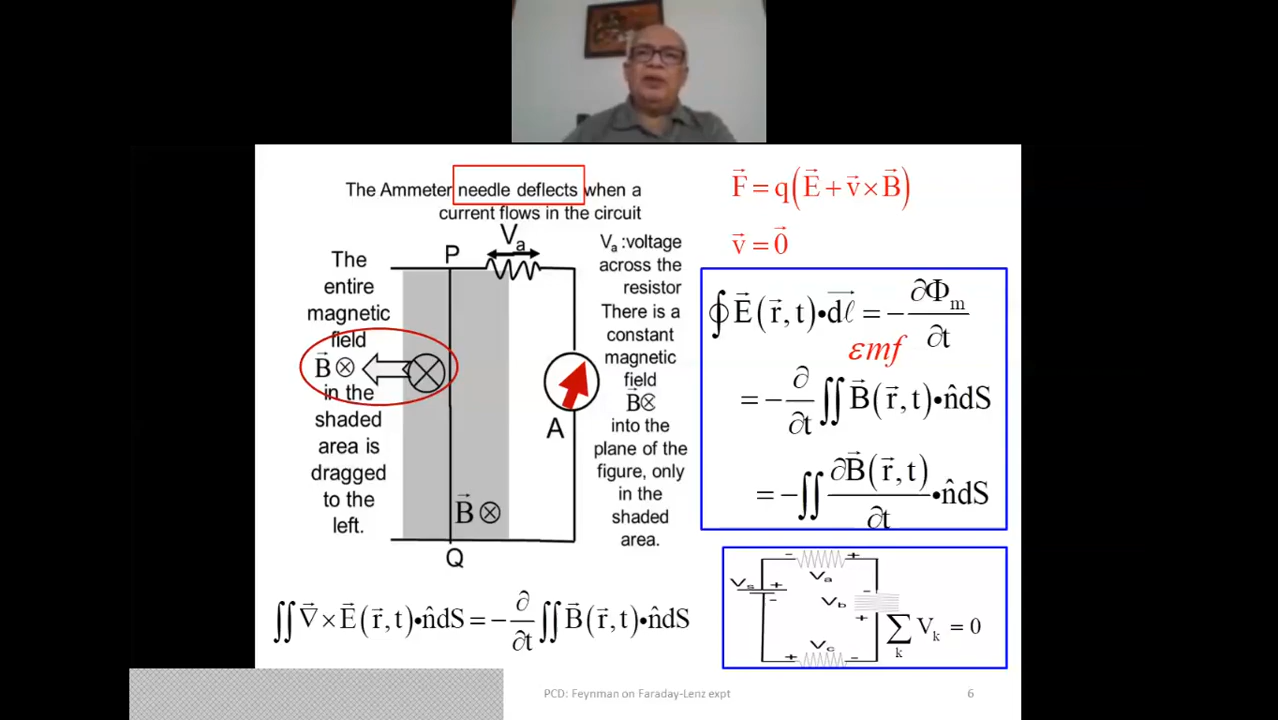 The Ammeter needle deflects when a
current flows in the circuit
The
entire
magnetic
field
B⃗ ⊗
in the
shaded
area is
dragged
to the
left.
P
Vₐ
A
B⃗ ⊗
Q
Vₐ :voltage
across the
resistor
There is a
constant
magnetic
field
B⃗⊗
into the
plane of the
figure, only
in the
shaded
area.
F⃗ = q(E⃗ + v⃗ × B⃗)
v⃗ = 0⃗
∮ E⃗(r⃗,t)•dℓ⃗ = − ∂Φₘ/∂t
εmf
= − ∂/∂t ∬ B⃗(r⃗,t)•n̂dS
= − ∬ ∂B⃗(r⃗,t)/∂t •n̂dS
∬ ∇⃗ × E⃗(r⃗,t)•n̂dS = − ∂/∂t ∬ B⃗(r⃗,t)•n̂dS
- +
Vₐ
Vₛ + -
- V_b +
V_c
+ -
∑ₖ Vₖ = 0
PCD: Feynman on Faraday-Lenz expt
6